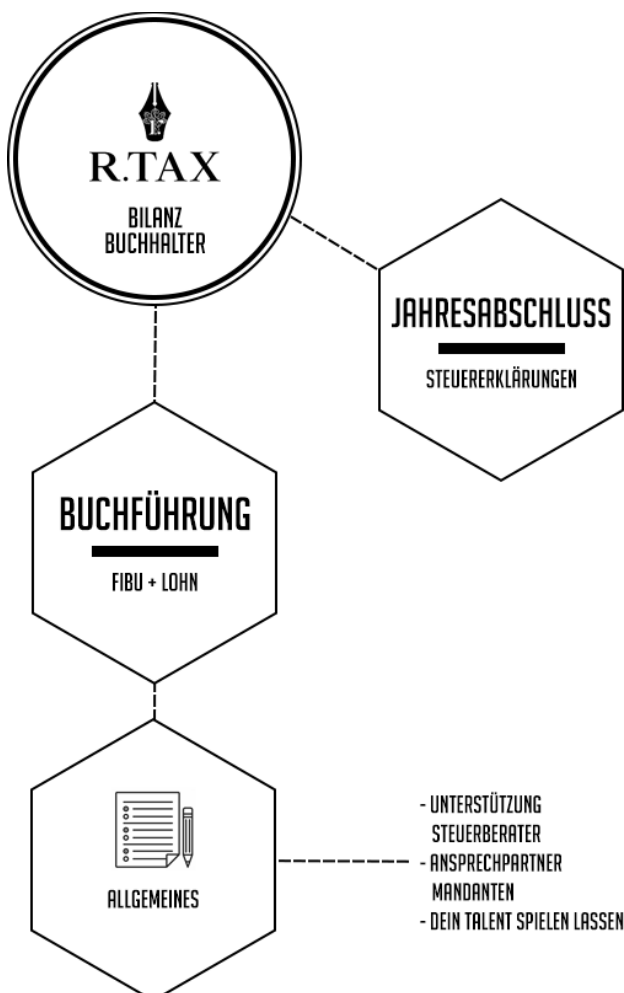 R.TAX
BILANZ
BUCHHALTER
JAHRESABSCHLUSS
STEUERERKLÄRUNGEN
BUCHFÜHRUNG
FIBU + LOHN
ALLGEMEINES
- UNTERSTÜTZUNG
STEUERBERATER
- ANSPRECHPARTNER
MANDANTEN
- DEIN TALENT SPIELEN LASSEN